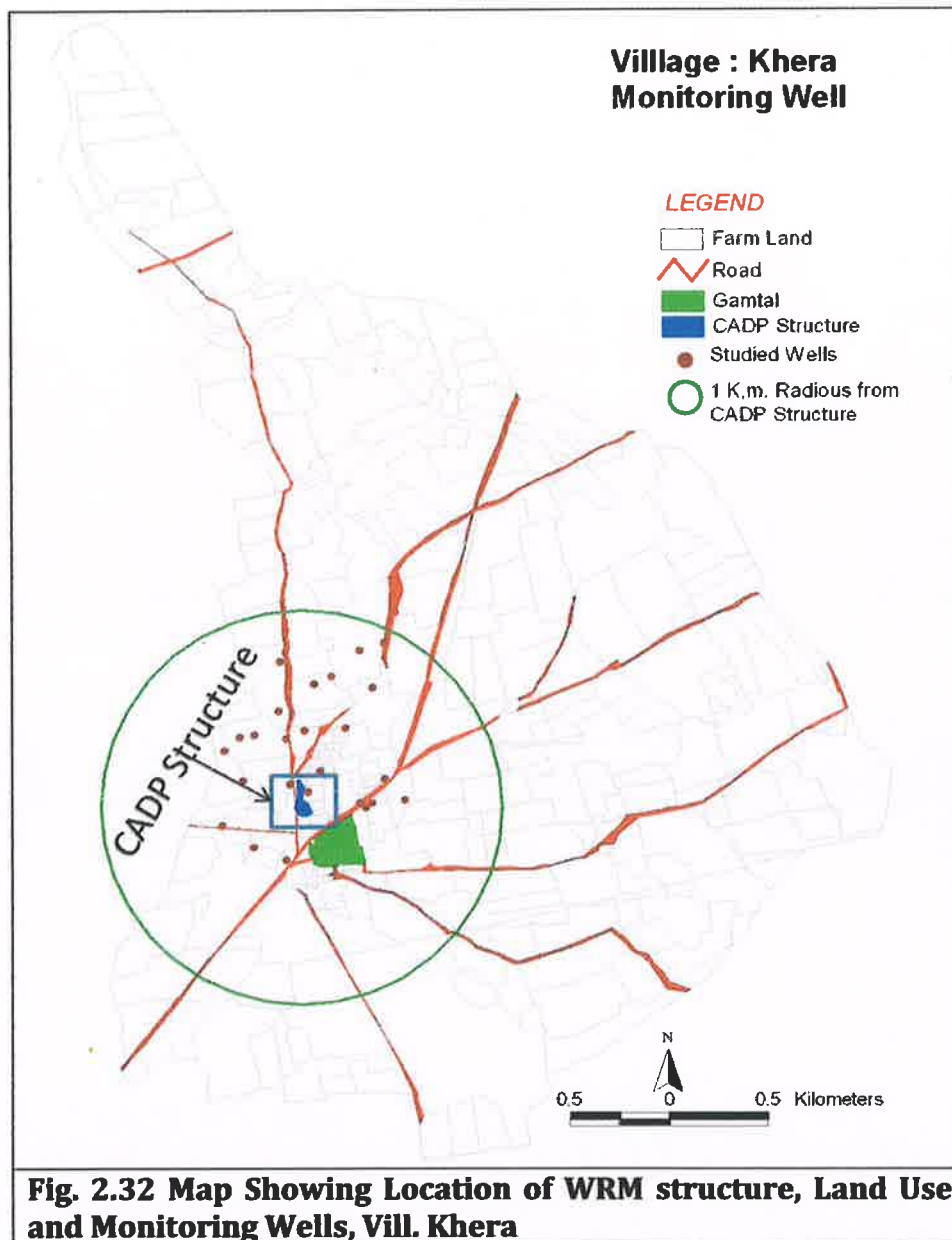 Villlage : Khera
Monitoring Well
LEGEND
Farm Land
Road
Gamtal
CADP Structure
Studied Wells
1 K,m. Radious from
CADP Structure
CADP Structure
N
0.5 0 0.5 Kilometers
Fig. 2.32 Map Showing Location of WRM structure, Land Use
and Monitoring Wells, Vill. Khera